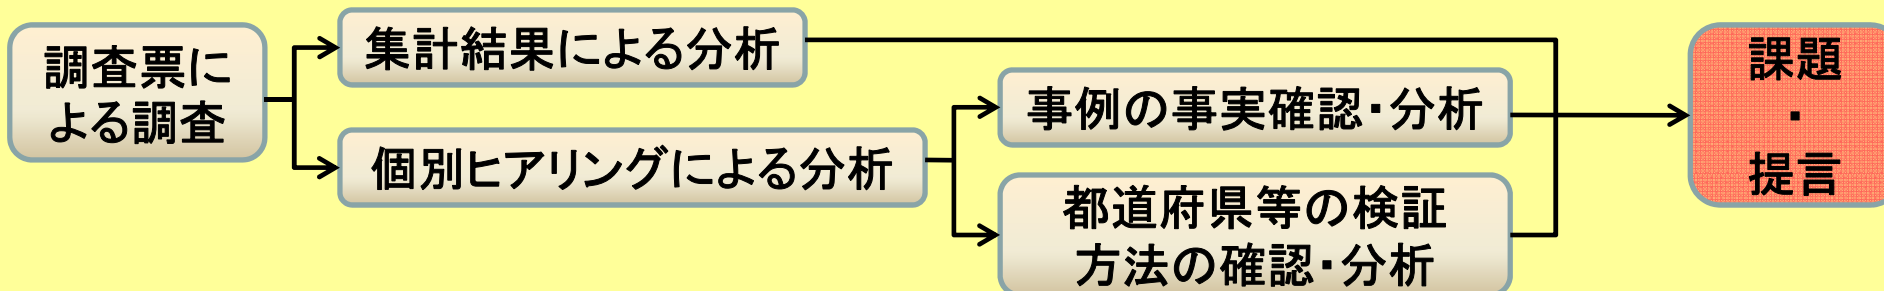 調査票に
よる調査
集計結果による分析
個別ヒアリングによる分析
事例の事実確認・分析
都道府県等の検証
方法の確認・分析
課題
・
提言